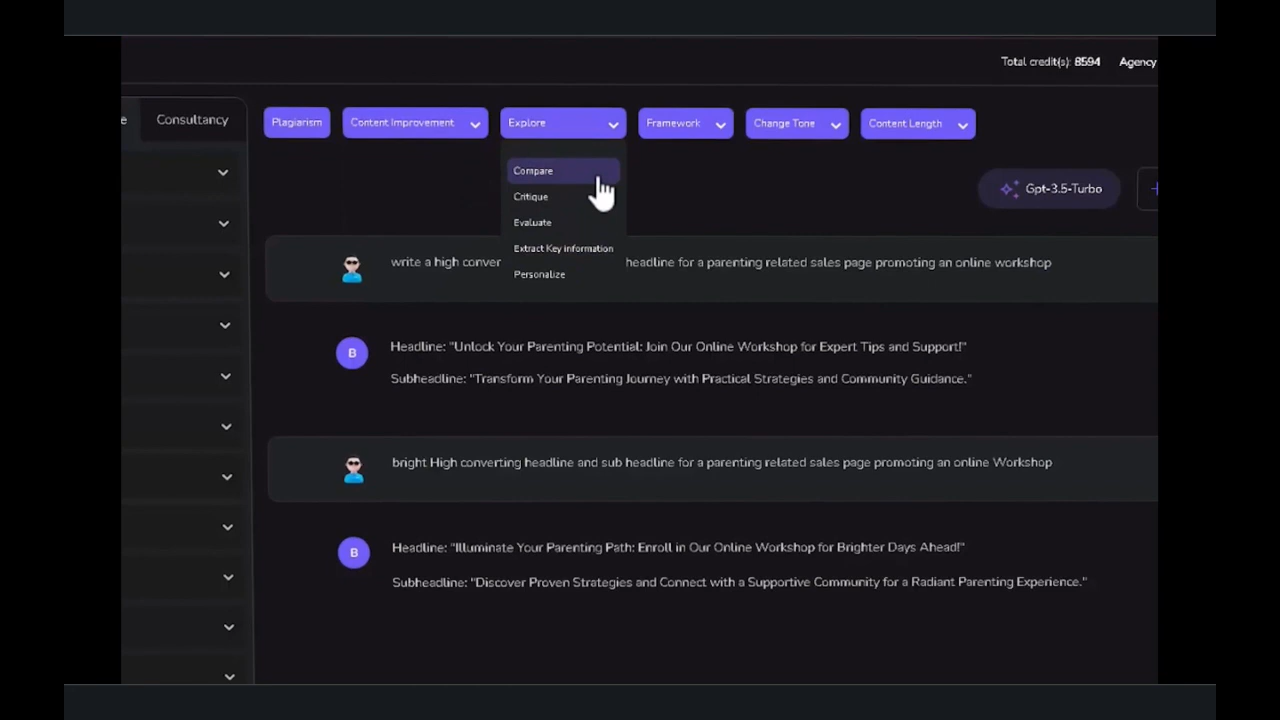 Total credit(s): 8594 Agency
e Consultancy
Plagiarism Content Improvement Explore Framework Change Tone Content Length
Compare
Gpt-3.5-Turbo
Critique
Evaluate
Extract Key information
write a high conver headline for a parenting related sales page promoting an online workshop
Personalize
B
Headline: "Unlock Your Parenting Potential: Join Our Online Workshop for Expert Tips and Support!"
Subheadline: "Transform Your Parenting Journey with Practical Strategies and Community Guidance."
bright High converting headline and sub headline for a parenting related sales page promoting an online Workshop
B
Headline: "Illuminate Your Parenting Path: Enroll in Our Online Workshop for Brighter Days Ahead!"
Subheadline: "Discover Proven Strategies and Connect with a Supportive Community for a Radiant Parenting Experience."